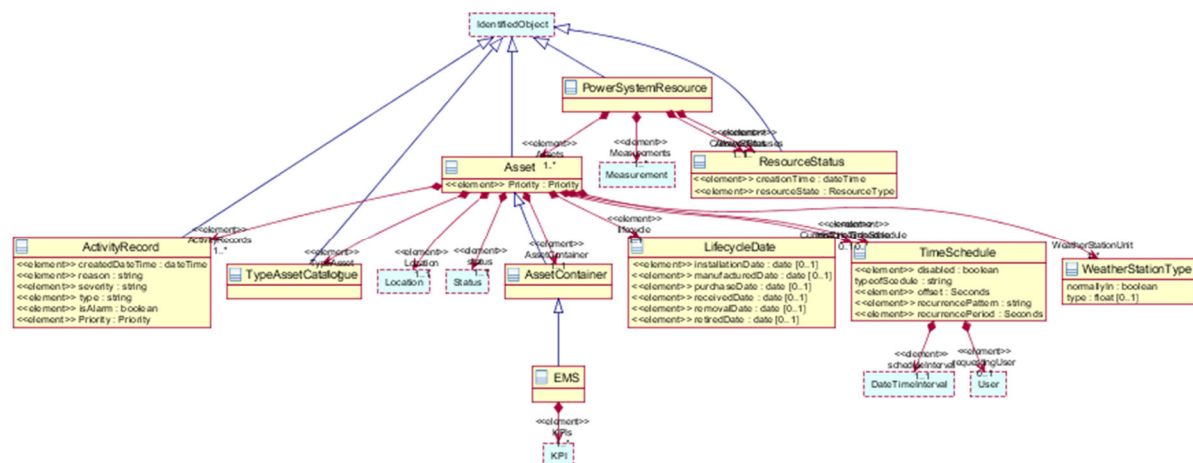 IdentifiedObject
PowerSystemResource
<<element>>
Assets
1..*
<<element>>
Measurements
Measurement
1..1
ResourceStatus
<<element>> creationTime : dateTime
<<element>> resourceState : ResourceType
Asset
<<element>> Priority : Priority
<<element>>
ActivityRecords
1..*
ActivityRecord
<<element>> createdDateTime : dateTime
<<element>> reason : string
<<element>> severity : string
<<element>> type : string
<<element>> isAlarm : boolean
<<element>> Priority : Priority
<<element>>
TypeAssetCatalogue
<<element>>
Location
1..1
Location
<<element>>
status
1..1
Status
<<element>>
AssetContainer
AssetContainer
<<element>>
lifecycle
LifecycleDate
<<element>> installationDate : date [0..1]
<<element>> manufacturedDate : date [0..1]
<<element>> purchaseDate : date [0..1]
<<element>> receivedDate : date [0..1]
<<element>> removalDate : date [0..1]
<<element>> retiredDate : date [0..1]
TimeSchedule
<<element>> disabled : boolean
typeofScedule : string
<<element>> offset : Seconds
<<element>> recurrencePattern : string
<<element>> recurrencePeriod : Seconds
WeatherStationUnit
WeatherStationType
normallyIn : boolean
type : float [0..1]
<<element>>
scheduleInterval
1..1
DateTimeInterval
<<element>>
requestingUser
0..1
User
EMS
<<element>>
KPIs
KPI